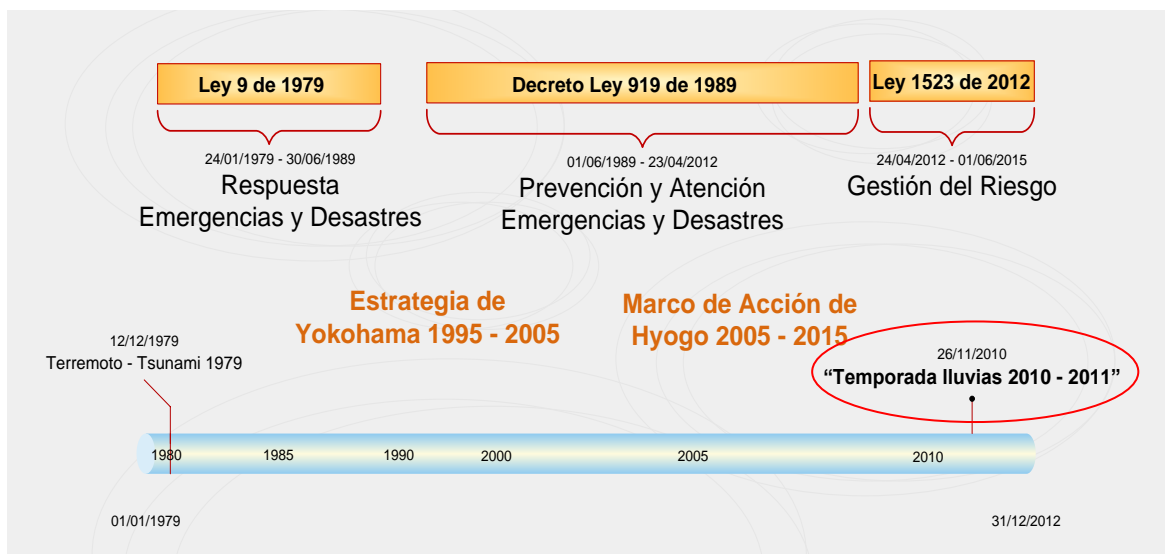 Ley 9 de 1979
Decreto Ley 919 de 1989
Ley 1523 de 2012
24/01/1979 - 30/06/1989
Respuesta
Emergencias y Desastres
01/06/1989 - 23/04/2012
Prevención y Atención
Emergencias y Desastres
24/04/2012 - 01/06/2015
Gestión del Riesgo
Estrategia de
Yokohama 1995 - 2005
Marco de Acción de
Hyogo 2005 - 2015
12/12/1979
Terremoto - Tsunami 1979
26/11/2010
“Temporada lluvias 2010 - 2011”
1980
1985
1990
2000
2005
2010
01/01/1979
31/12/2012